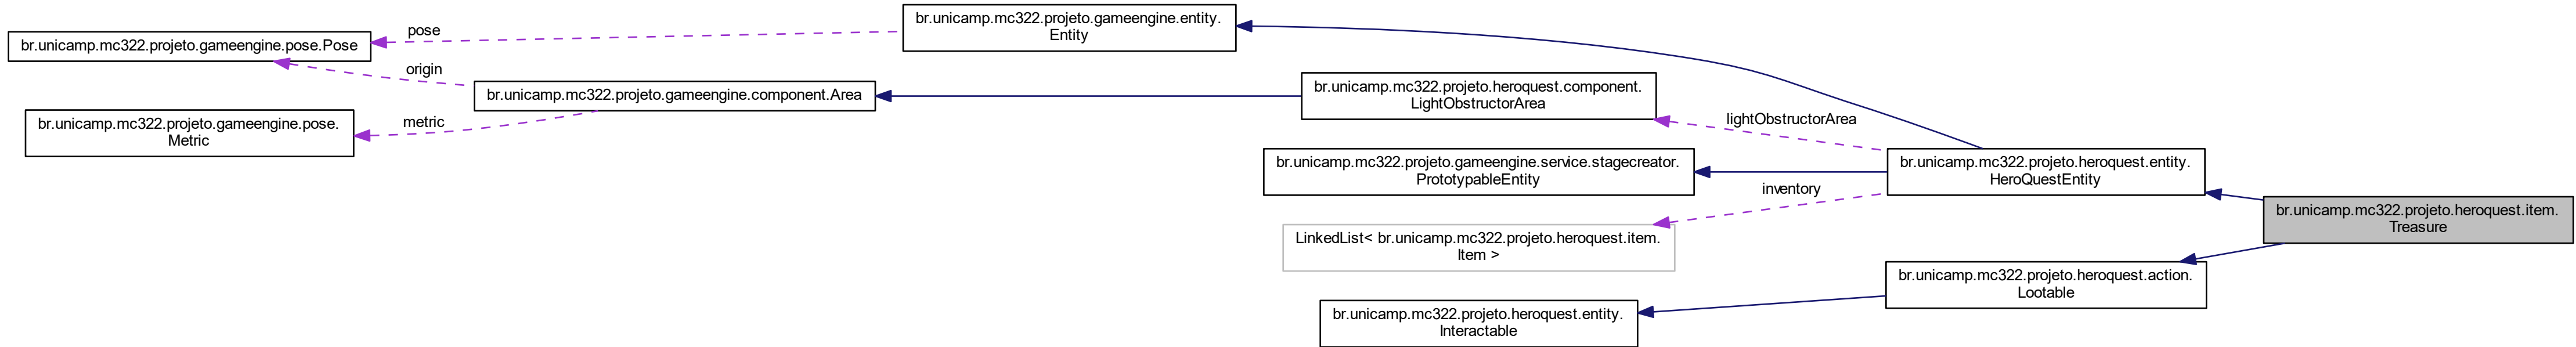 br.unicamp.mc322.projeto.gameengine.pose.Pose
br.unicamp.mc322.projeto.gameengine.pose.
Metric
pose
origin
metric
br.unicamp.mc322.projeto.gameengine.component.Area
br.unicamp.mc322.projeto.gameengine.entity.
Entity
br.unicamp.mc322.projeto.heroquest.component.
LightObstructorArea
br.unicamp.mc322.projeto.gameengine.service.stagecreator.
PrototypableEntity
LinkedList< br.unicamp.mc322.projeto.heroquest.item.
Item >
br.unicamp.mc322.projeto.heroquest.entity.
Interactable
lightObstructorArea
inventory
br.unicamp.mc322.projeto.heroquest.entity.
HeroQuestEntity
br.unicamp.mc322.projeto.heroquest.action.
Lootable
br.unicamp.mc322.projeto.heroquest.item.
Treasure